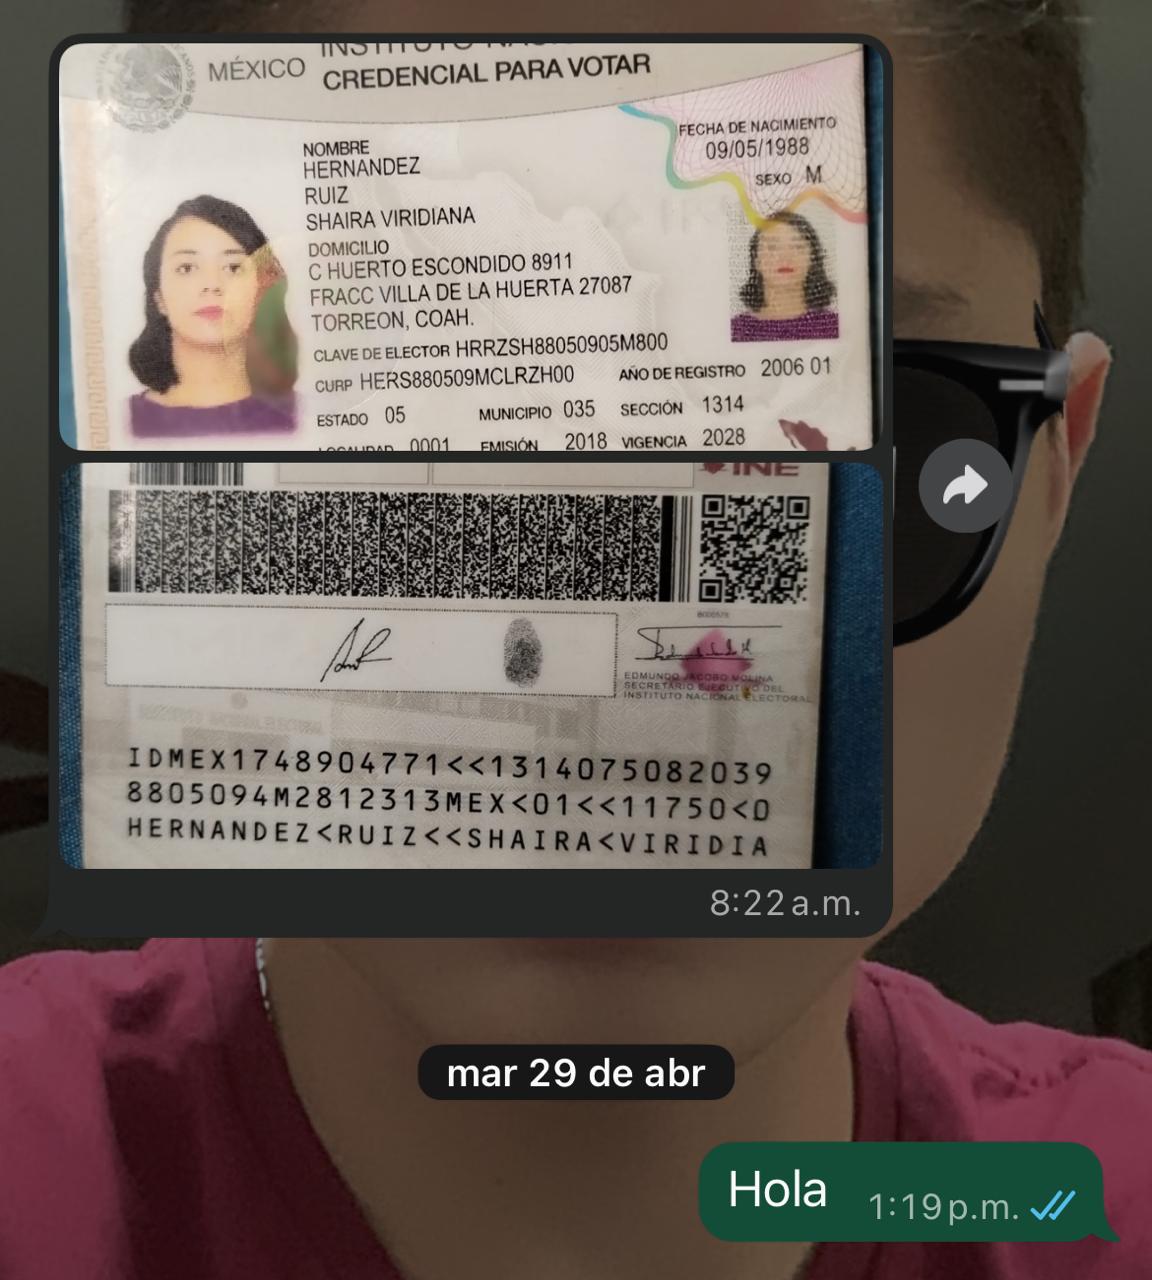 MÉXICO INSTITUTO NACI
CREDENCIAL PARA VOTAR
FECHA DE NACIMIENTO
09/05/1988
SEXO M
NOMBRE
HERNANDEZ
RUIZ
SHAIRA VIRIDIANA
DOMICILIO
C HUERTO ESCONDIDO 8911
FRACC VILLA DE LA HUERTA 27087
TORREON, COAH.
CLAVE DE ELECTOR HRRZSH88050905M800
CURP HERS880509MCLRZH00 AÑO DE REGISTRO 2006 01
ESTADO 05 MUNICIPIO 035 SECCIÓN 1314
LOCALIDAD 0001 EMISIÓN 2018 VIGENCIA 2028
INE
EDMUNDO JACOBO MOLINA
SECRETARIO EJECUTIVO DEL
INSTITUTO NACIONAL ELECTORAL
IDMEX1748904771<<1314075082039
8805094M2812313MEX<01<<11750<0
HERNANDEZ<RUIZ<<SHAIRA<VIRIDIA
8:22 a.m.
mar 29 de abr
Hola 1:19 p.m.